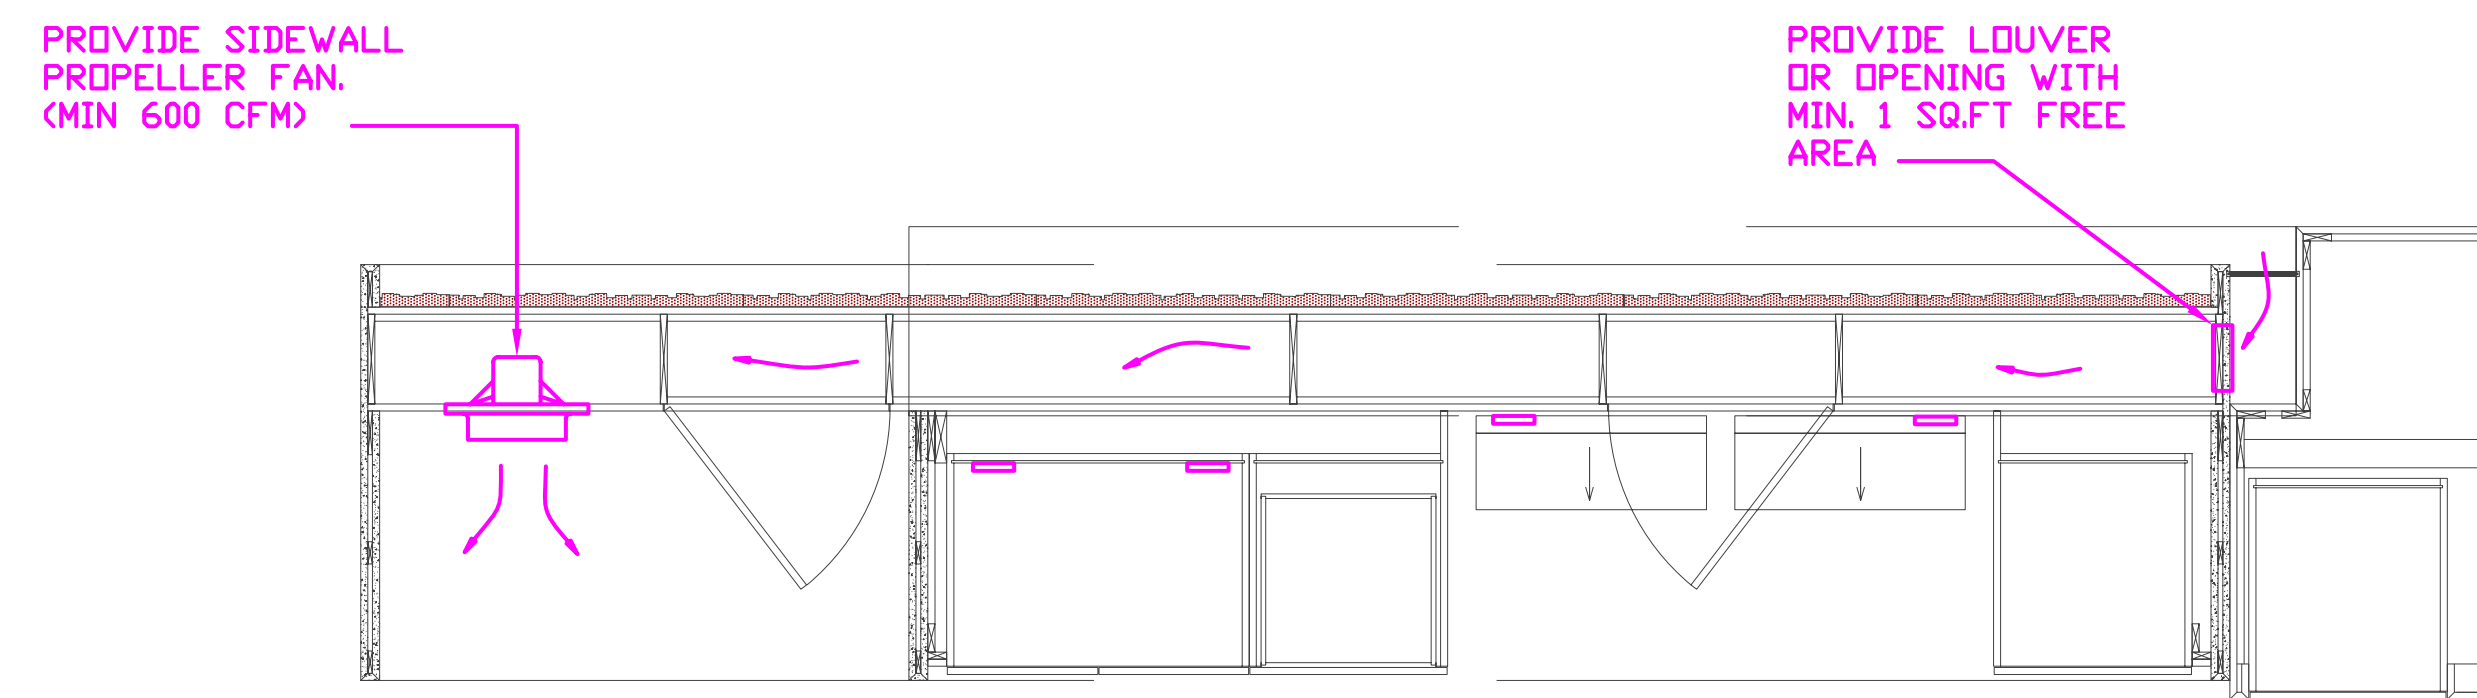 PROVIDE SIDEWALL
PROPELLER FAN.
(MIN 600 CFM)
PROVIDE LOUVER
OR OPENING WITH
MIN. 1 SQ.FT FREE
AREA